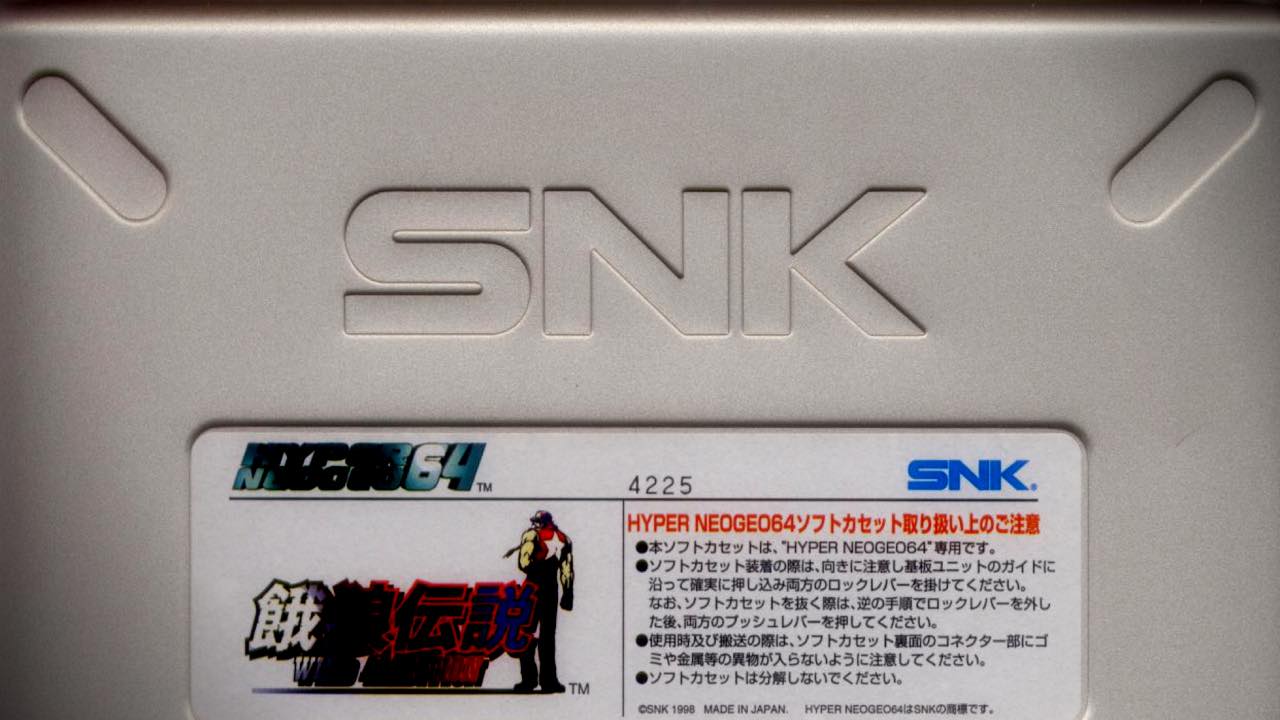 SNK
HYPER
NEOGEO64 TM
4225
SNK®
餓狼伝説
WILD AMBITION
TM
HYPER NEOGEO64ソフトカセット取り扱い上のご注意
●本ソフトカセットは、"HYPER NEOGEO64"専用です。
●ソフトカセット装着の際は、向きに注意し基板ユニットのガイドに
沿って確実に押し込み両方のロックレバーを掛けてください。
なお、ソフトカセットを抜く際は、逆の手順でロックレバーを外し
た後、両方のプッシュレバーを押してください。
●使用時及び搬送の際は、ソフトカセット裏面のコネクター部にゴ
ミや金属等の異物が入らないように注意してください。
●ソフトカセットは分解しないでください。
©SNK 1998 MADE IN JAPAN. HYPER NEOGEO64はSNKの商標です。